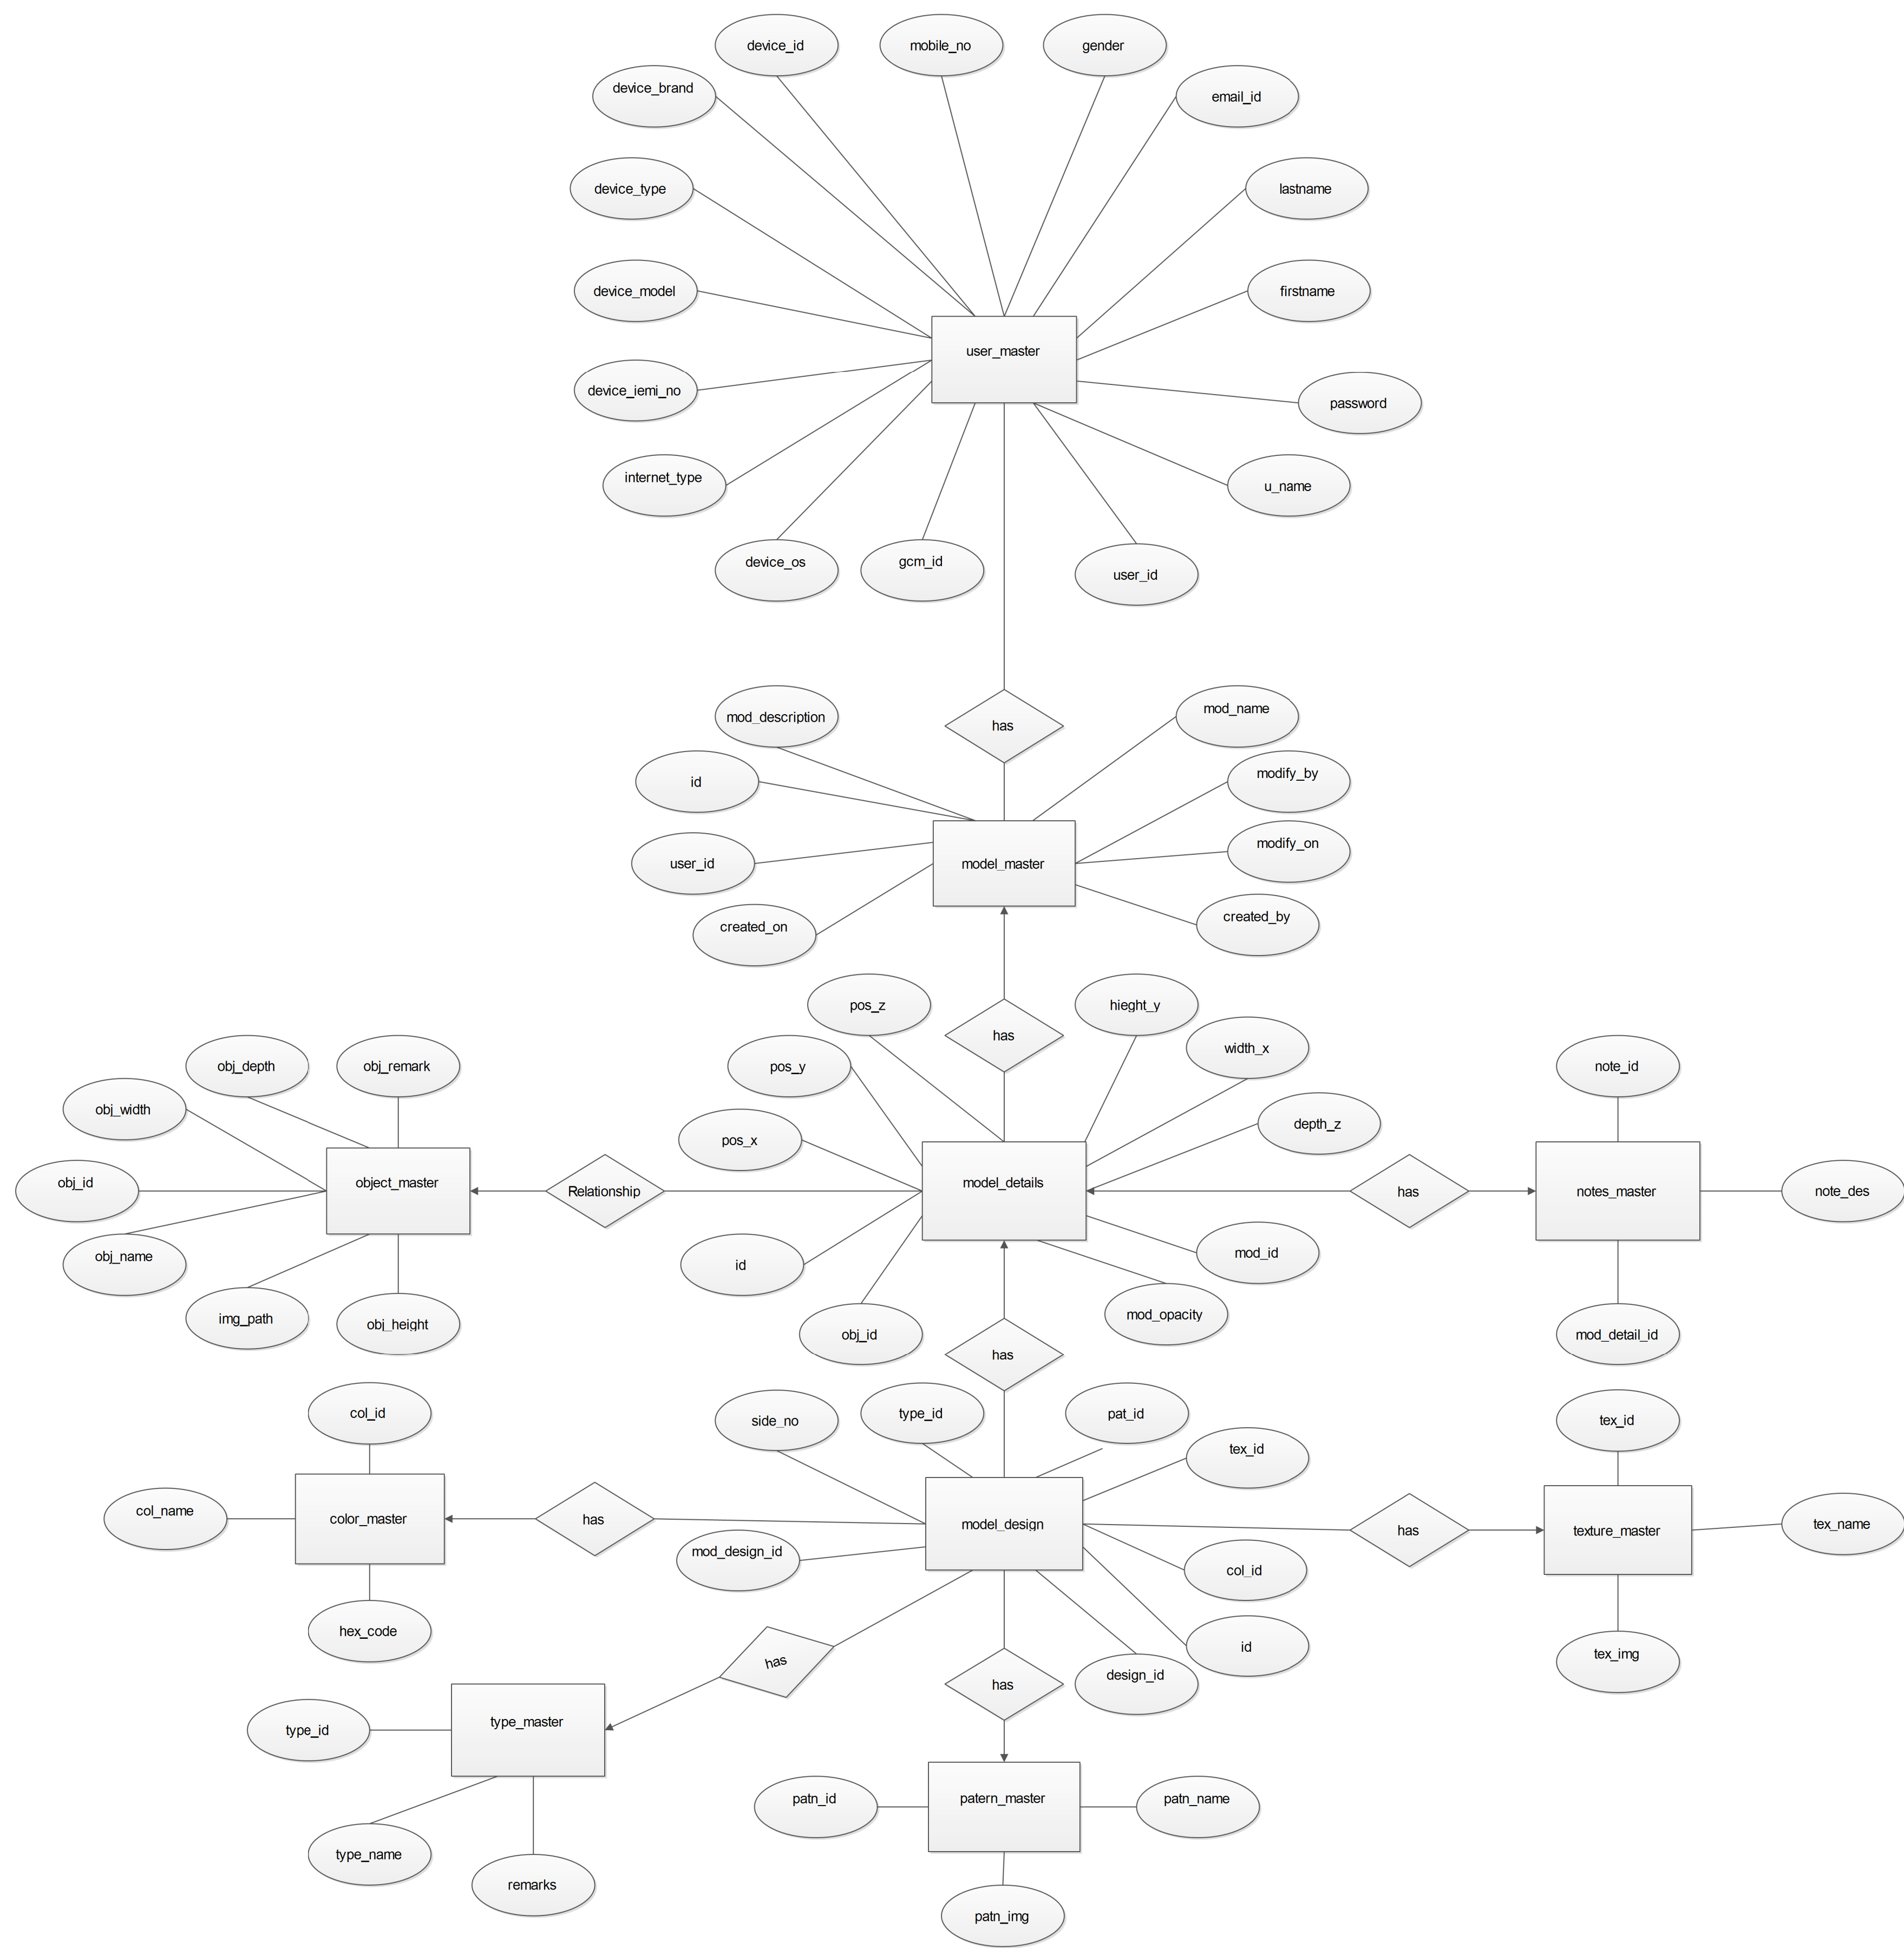 device_id
mobile_no
gender
device_brand
email_id
device_type
lastname
device_model
firstname
user_master
device_iemi_no
password
internet_type
u_name
device_os
gcm_id
user_id
mod_description
mod_name
has
id
modify_by
user_id
model_master
modify_on
created_on
created_by
pos_z
hieght_y
has
width_x
obj_depth
obj_remark
pos_y
note_id
obj_width
pos_x
depth_z
obj_id
object_master
Relationship
model_details
has
notes_master
note_des
obj_name
id
mod_id
img_path
obj_height
obj_id
mod_opacity
mod_detail_id
has
col_id
side_no
type_id
pat_id
tex_id
tex_id
col_name
color_master
has
model_design
has
texture_master
tex_name
mod_design_id
col_id
hex_code
id
tex_img
has
has
design_id
type_id
type_master
patn_id
patern_master
patn_name
type_name
remarks
patn_img